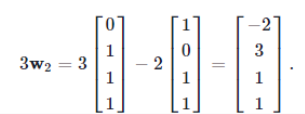 3w₂ = 3 [0 1 1 1] − 2 [1 0 1 1] = [−2 3 1 1] .